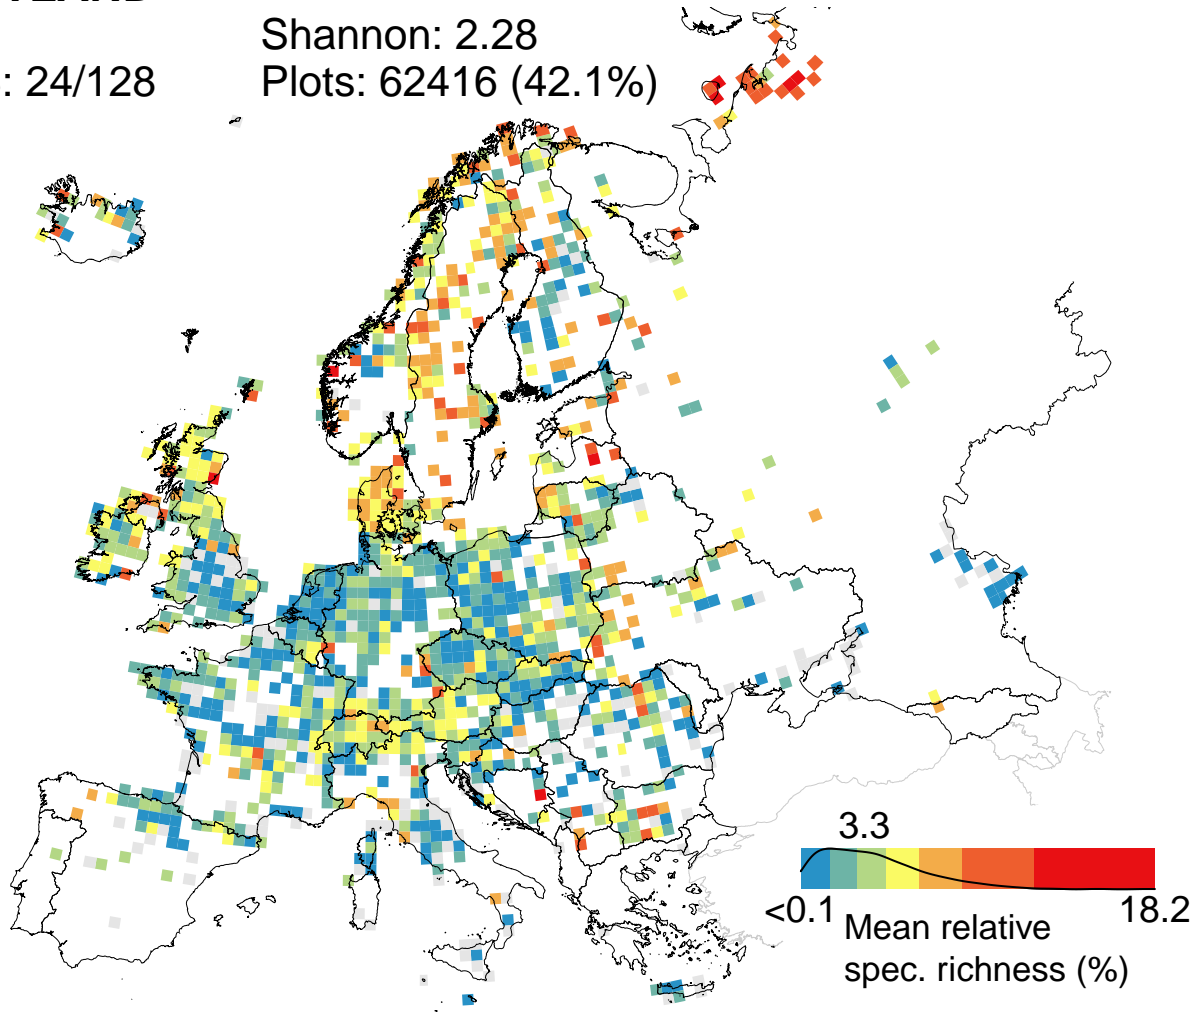 Shannon: 2.28
: 24/128
Plots: 62416 (42.1%)
3.3
<0.1
18.2
Mean relative
spec. richness (%)